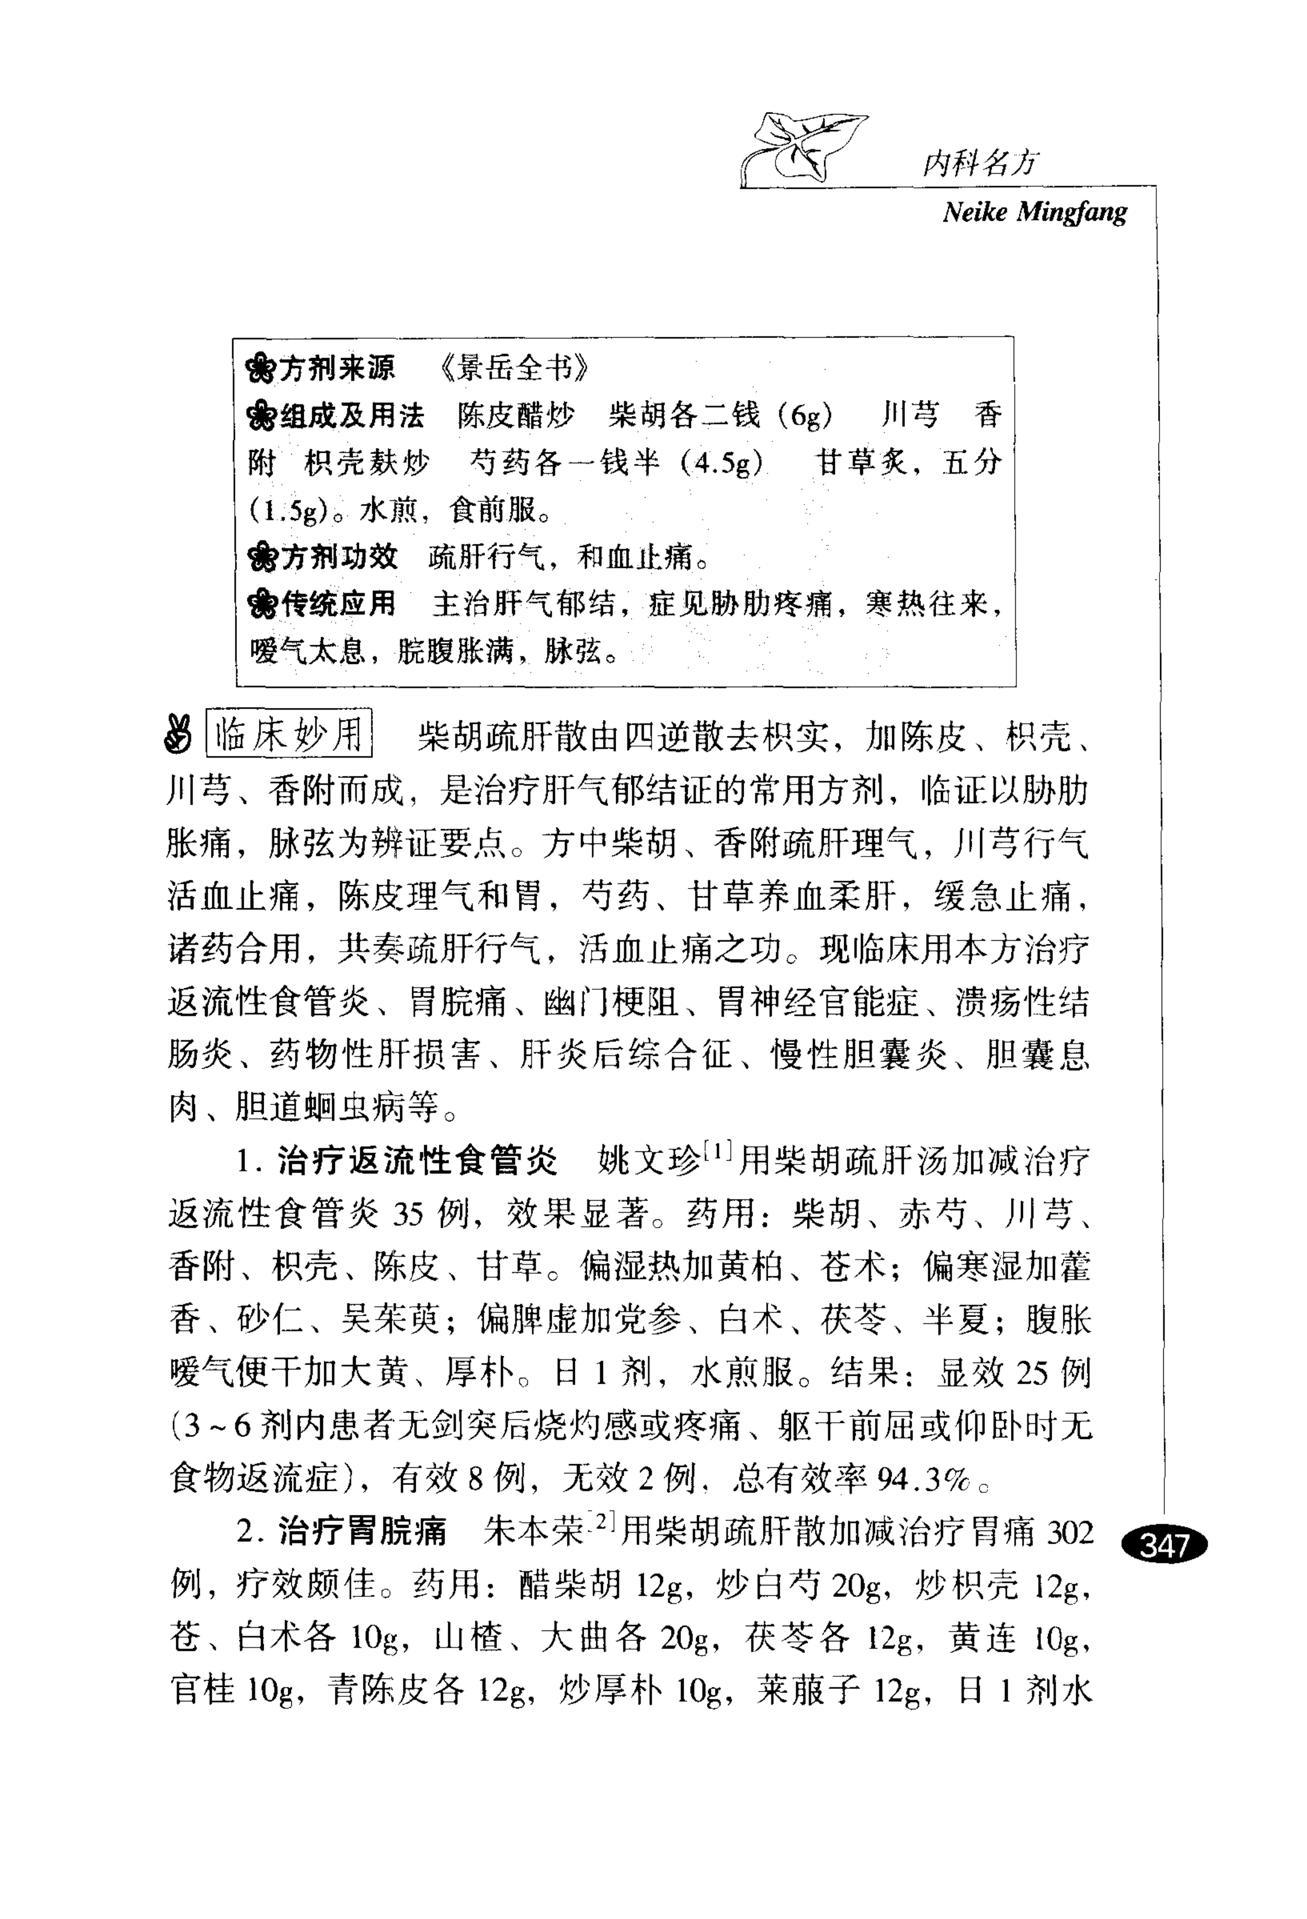 内科名方
Neike Mingfang
方剂来源 《景岳全书》
组成及用法 陈皮醋炒 柴胡各二钱(6g) 川芎 香
附 枳壳麸炒 芍药各一钱半(4.5g) 甘草炙，五分
(1.5g)。水煎，食前服。
方剂功效 疏肝行气，和血止痛。
传统应用 主治肝气郁结，症见胁肋疼痛，寒热往来，
嗳气太息，脘腹胀满，脉弦。
临床妙用 柴胡疏肝散由四逆散去枳实，加陈皮、枳壳、
川芎、香附而成，是治疗肝气郁结证的常用方剂，临证以胁肋
胀痛，脉弦为辨证要点。方中柴胡、香附疏肝理气，川芎行气
活血止痛，陈皮理气和胃，芍药、甘草养血柔肝，缓急止痛，
诸药合用，共奏疏肝行气，活血止痛之功。现临床用本方治疗
返流性食管炎、胃脘痛、幽门梗阻、胃神经官能症、溃疡性结
肠炎、药物性肝损害、肝炎后综合征、慢性胆囊炎、胆囊息
肉、胆道蛔虫病等。
1. 治疗返流性食管炎 姚文珍[1]用柴胡疏肝汤加减治疗
返流性食管炎 35 例，效果显著。药用：柴胡、赤芍、川芎、
香附、枳壳、陈皮、甘草。偏湿热加黄柏、苍术；偏寒湿加藿
香、砂仁、吴茱萸；偏脾虚加党参、白术、茯苓、半夏；腹胀
嗳气便干加大黄、厚朴。日 1 剂，水煎服。结果：显效 25 例
(3～6 剂内患者无剑突后烧灼感或疼痛、躯干前屈或仰卧时无
食物返流症)，有效 8 例，无效 2 例，总有效率 94.3%。
2. 治疗胃脘痛 朱本荣[2]用柴胡疏肝散加减治疗胃痛 302
例，疗效颇佳。药用：醋柴胡 12g，炒白芍 20g，炒枳壳 12g，
苍、白术各 10g，山楂、大曲各 20g，茯苓各 12g，黄连 10g，
官桂 10g，青陈皮各 12g，炒厚朴 10g，莱菔子 12g，日 1 剂水
347